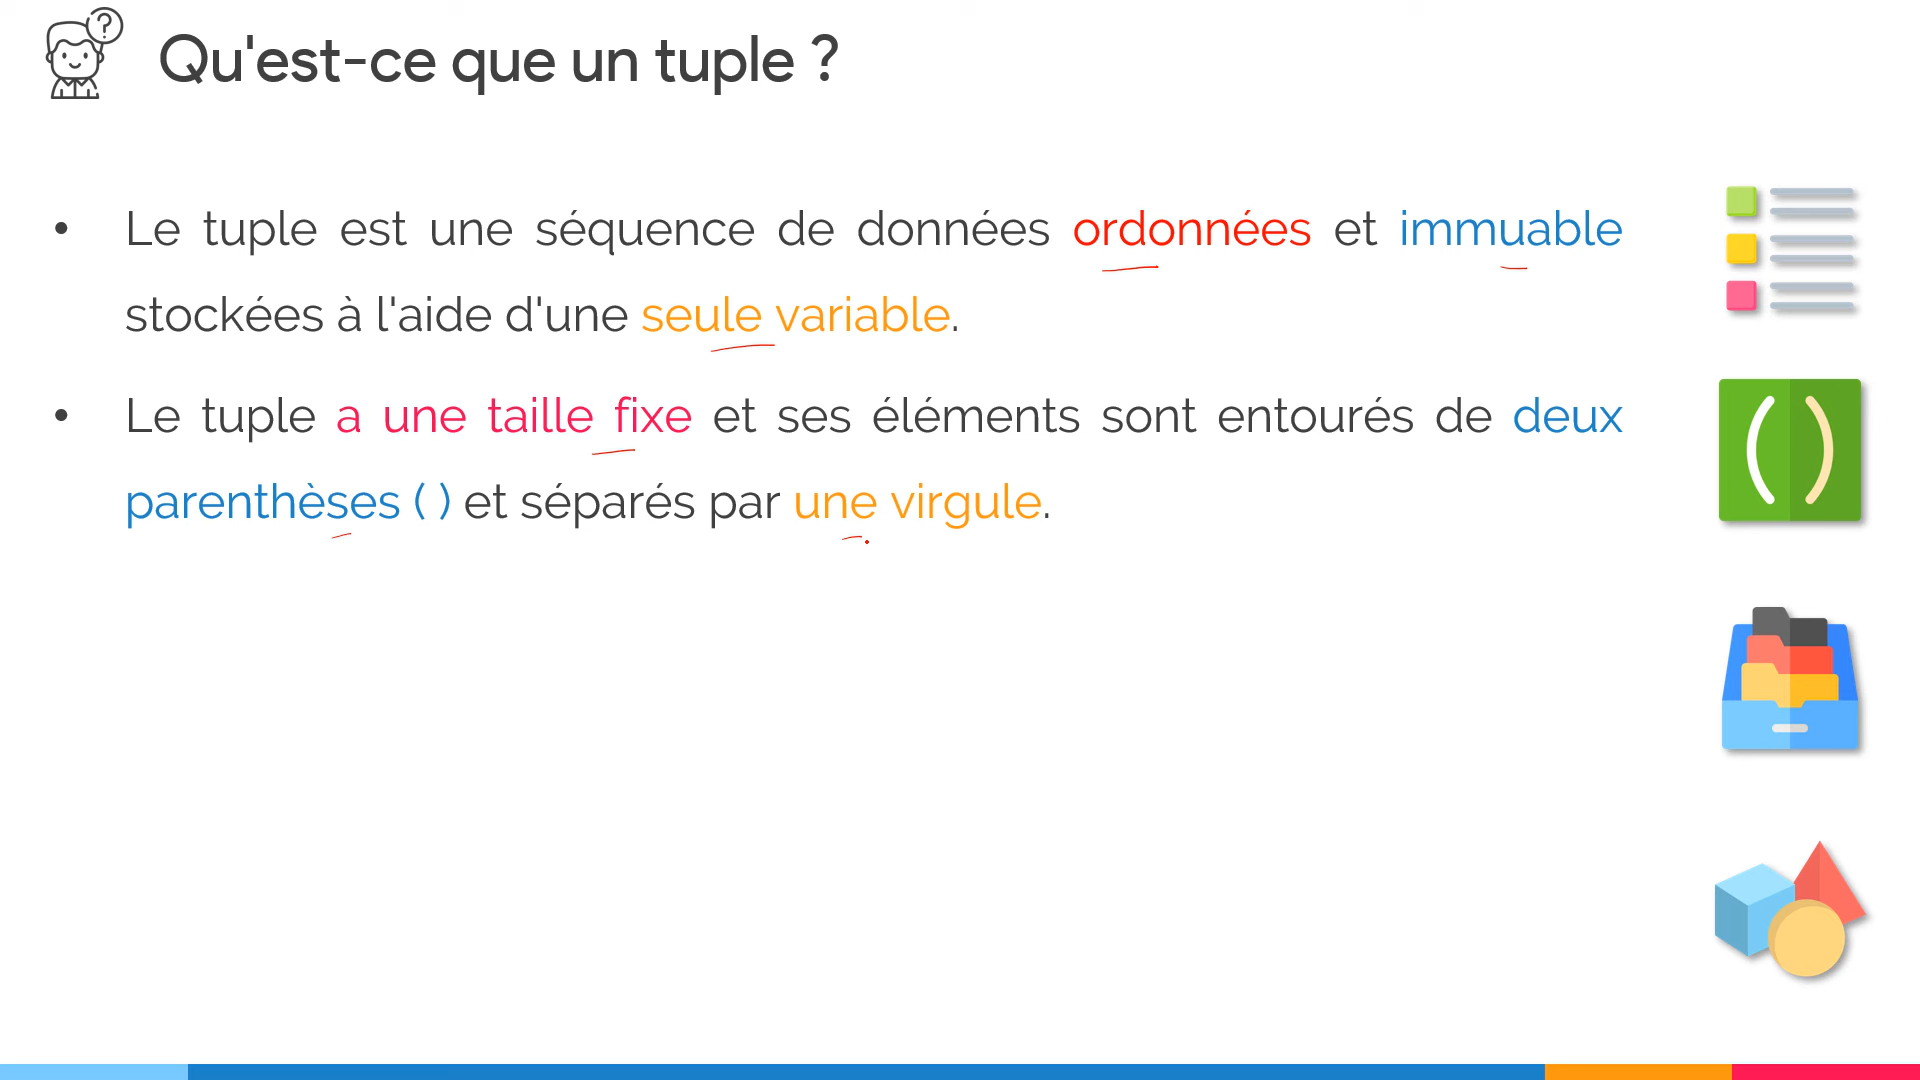 Qu'est-ce que un tuple ?
• Le tuple est une séquence de données ordonnées et immuable
stockées à l'aide d'une seule variable.
• Le tuple a une taille fixe et ses éléments sont entourés de deux
parenthèses ( ) et séparés par une virgule.